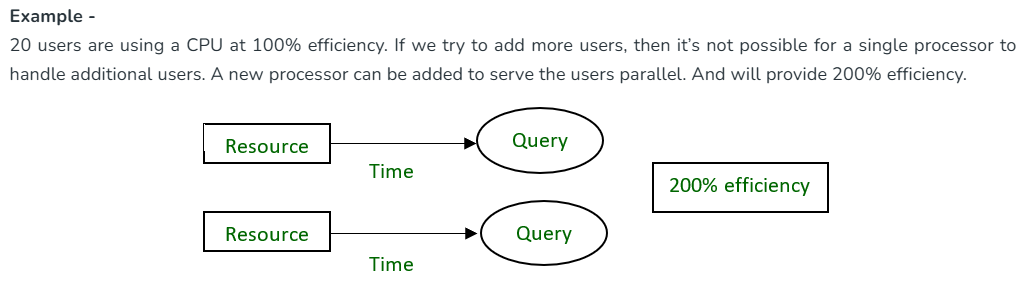 Example -
20 users are using a CPU at 100% efficiency. If we try to add more users, then it’s not possible for a single processor to
handle additional users. A new processor can be added to serve the users parallel. And will provide 200% efficiency.
Resource
Time
Query
200% efficiency
Resource
Time
Query